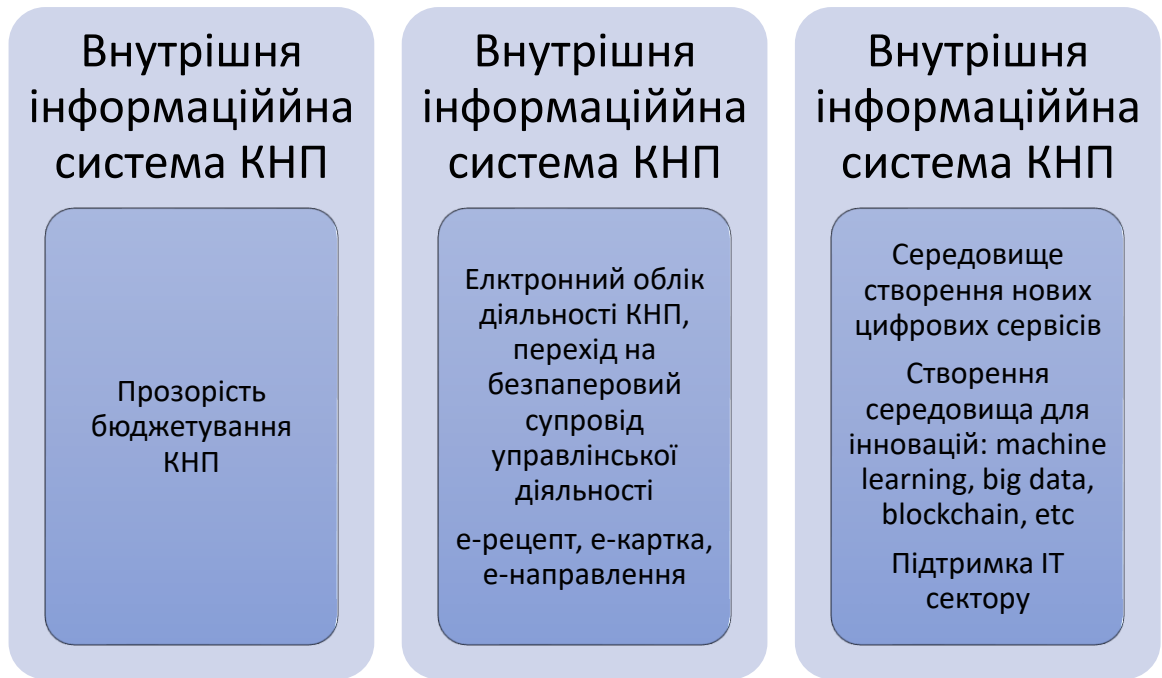 Внутрішня
інформаціййна
система КНП
Прозорість
бюджетування
КНП
Внутрішня
інформаціййна
система КНП
Елктронний облік
діяльності КНП,
перехід на
безпаперовий
супровід
управлінської
діяльності
е-рецепт, е-картка,
е-направлення
Внутрішня
інформаціййна
система КНП
Середовище
створення нових
цифрових сервісів
Створення
середовища для
інновацій: machine
learning, big data,
blockchain, etc
Підтримка ІТ
сектору